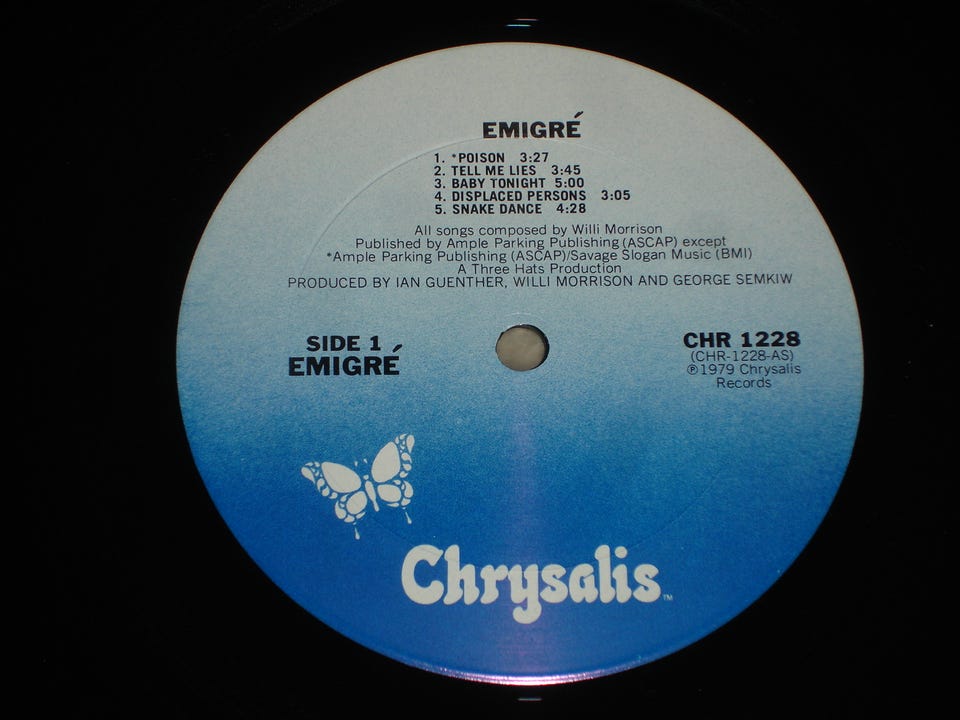 EMIGRÉ
1. *POISON 3:27
2. TELL ME LIES 3:45
3. BABY TONIGHT 5:00
4. DISPLACED PERSONS 3:05
5. SNAKE DANCE 4:28
All songs composed by Willi Morrison
Published by Ample Parking Publishing (ASCAP) except
*Ample Parking Publishing (ASCAP)/Savage Slogan Music (BMI)
A Three Hats Production
PRODUCED BY IAN GUENTHER, WILLI MORRISON AND GEORGE SEMKIW
SIDE 1
EMIGRÉ
CHR 1228
(CHR-1228-AS)
℗1979 Chrysalis
Records
Chrysalis™